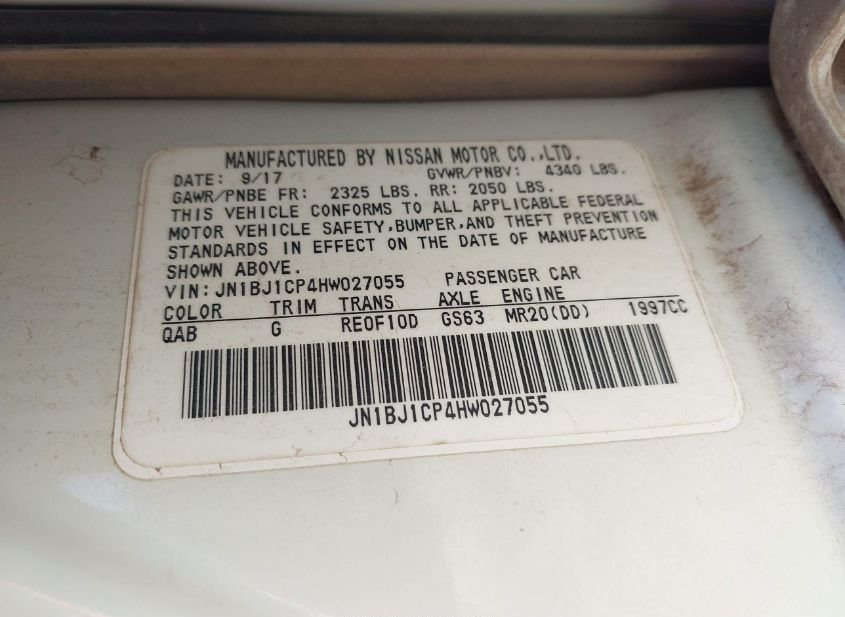 MANUFACTURED BY NISSAN MOTOR CO.,LTD.
DATE: 9/17 GVWR/PNBV: 4340 LBS.
GAWR/PNBE FR: 2325 LBS. RR: 2050 LBS.
THIS VEHICLE CONFORMS TO ALL APPLICABLE FEDERAL
MOTOR VEHICLE SAFETY,BUMPER,AND THEFT PREVENTION
STANDARDS IN EFFECT ON THE DATE OF MANUFACTURE
SHOWN ABOVE.
VIN: JN1BJ1CP4HW027055 PASSENGER CAR
COLOR TRIM TRANS AXLE ENGINE
QAB G RE0F10D GS63 MR20(DD) 1997CC
JN1BJ1CP4HW027055